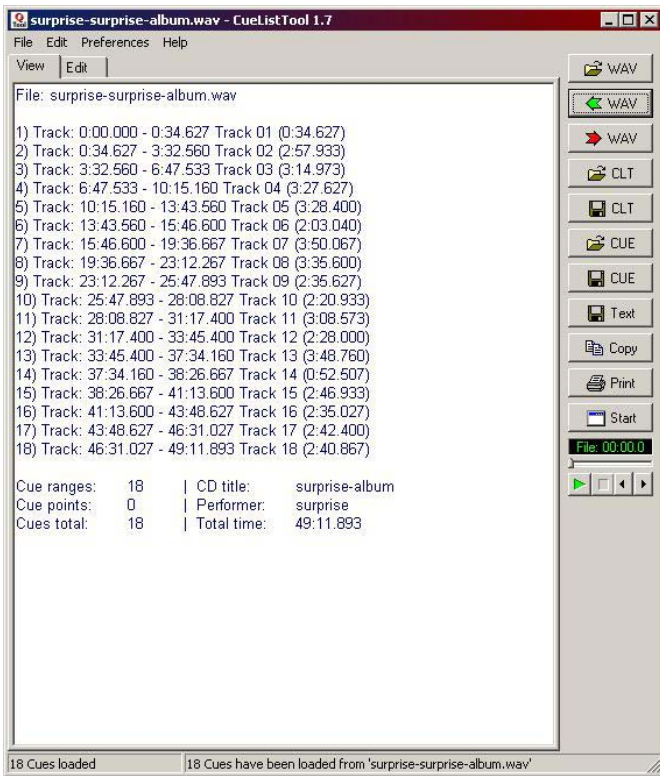 surprise-surprise-album.wav - CueListTool 1.7
File Edit Preferences Help
View Edit
File: surprise-surprise-album.wav
1) Track: 0:00.000 - 0:34.627 Track 01 (0:34.627)
2) Track: 0:34.627 - 3:32.560 Track 02 (2:57.933)
3) Track: 3:32.560 - 6:47.533 Track 03 (3:14.973)
4) Track: 6:47.533 - 10:15.160 Track 04 (3:27.627)
5) Track: 10:15.160 - 13:43.560 Track 05 (3:28.400)
6) Track: 13:43.560 - 15:46.600 Track 06 (2:03.040)
7) Track: 15:46.600 - 19:36.667 Track 07 (3:50.067)
8) Track: 19:36.667 - 23:12.267 Track 08 (3:35.600)
9) Track: 23:12.267 - 25:47.893 Track 09 (2:35.627)
10) Track: 25:47.893 - 28:08.827 Track 10 (2:20.933)
11) Track: 28:08.827 - 31:17.400 Track 11 (3:08.573)
12) Track: 31:17.400 - 33:45.400 Track 12 (2:28.000)
13) Track: 33:45.400 - 37:34.160 Track 13 (3:48.760)
14) Track: 37:34.160 - 38:26.667 Track 14 (0:52.507)
15) Track: 38:26.667 - 41:13.600 Track 15 (2:46.933)
16) Track: 41:13.600 - 43:48.627 Track 16 (2:35.027)
17) Track: 43:48.627 - 46:31.027 Track 17 (2:42.400)
18) Track: 46:31.027 - 49:11.893 Track 18 (2:40.867)
Cue ranges: 18 | CD title: surprise-album
Cue points: 0 | Performer: surprise
Cues total: 18 | Total time: 49:11.893
WAV
WAV
WAV
CLT
CLT
CUE
CUE
Text
Copy
Print
Start
File: 00:00.0
18 Cues loaded
18 Cues have been loaded from 'surprise-surprise-album.wav'